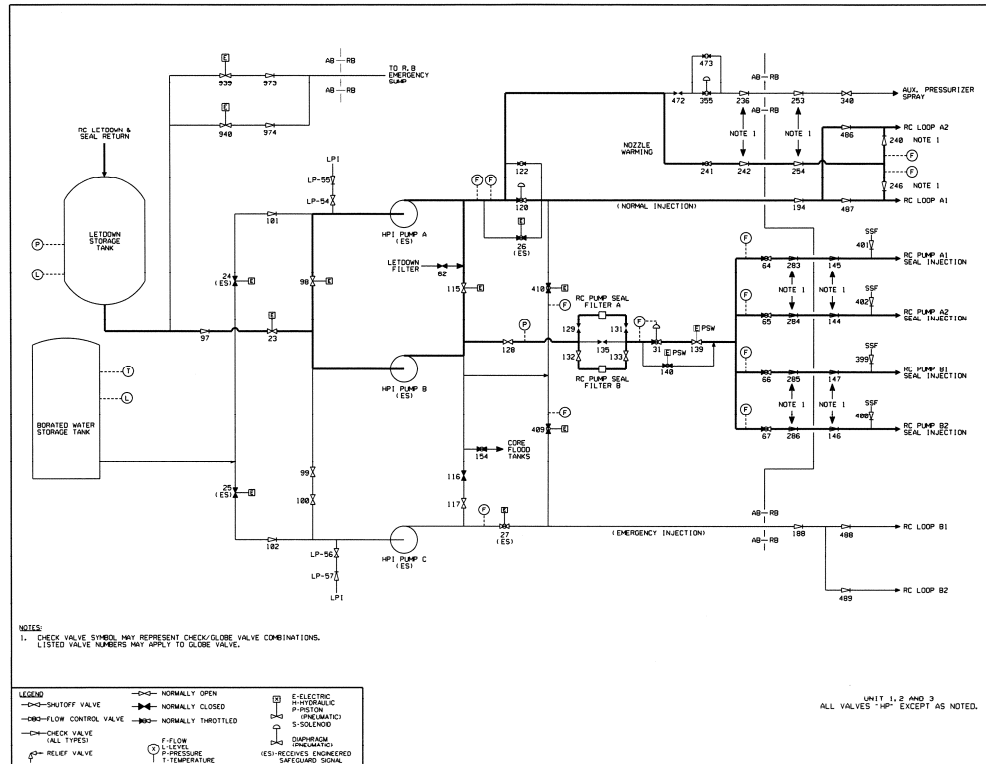 AB RB
AB RB
TO R.B
EMERGENCY
SUMP
E
939
973
E
940
974
RC LETDOWN &
SEAL RETURN
LETDOWN
STORAGE
TANK
P
L
BORATED WATER
STORAGE TANK
T
L
97
E
23
24
(ES)
E
25
(ES)
E
101
102
98
E
99
100
LPI
LP-55
LP-54
LP-56
LP-57
LPI
HPI PUMP A
(ES)
HPI PUMP B
(ES)
HPI PUMP C
(ES)
LETDOWN
FILTER
62
115
E
116
117
F
F
122
120
E
26
(ES)
410
E
F
F
409
E
154
CORE
FLOOD
TANKS
F
E
27
(ES)
128
P
RC PUMP SEAL
FILTER A
129
131
132
135
133
RC PUMP SEAL
FILTER B
F
31
E PSW
139
E PSW
140
473
472
355
236
253
340
AB RB
AB RB
AUX. PRESSURIZER
SPRAY
NOTE 1
NOTE 1
NOZZLE
WARMING
241
242
254
486
RC LOOP A2
240
NOTE 1
F
F
246
NOTE 1
(NORMAL INJECTION)
194
487
RC LOOP A1
F
64
283
145
SSF
401
RC PUMP A1
SEAL INJECTION
NOTE 1
NOTE 1
F
65
284
144
SSF
402
RC PUMP A2
SEAL INJECTION
F
66
285
147
SSF
399
RC PUMP B1
SEAL INJECTION
NOTE 1
NOTE 1
F
67
286
146
SSF
400
RC PUMP B2
SEAL INJECTION
AB RB
AB RB
(EMERGENCY INJECTION)
188
488
RC LOOP B1
489
RC LOOP B2
NOTES:
1. CHECK VALVE SYMBOL MAY REPRESENT CHECK/GLOBE VALVE COMBINATIONS.
LISTED VALVE NUMBERS MAY APPLY TO GLOBE VALVE.
LEGEND
SHUTOFF VALVE
FLOW CONTROL VALVE
CHECK VALVE
(ALL TYPES)
RELIEF VALVE
NORMALLY OPEN
NORMALLY CLOSED
NORMALLY THROTTLED
X
F-FLOW
L-LEVEL
P-PRESSURE
T-TEMPERATURE
X
E-ELECTRIC
H-HYDRAULIC
P-PISTON
(PNEUMATIC)
S-SOLENOID
DIAPHRAGM
(PNEUMATIC)
(ES)-RECEIVES ENGINEERED
SAFEGUARD SIGNAL
UNIT 1, 2 AND 3
ALL VALVES "HP" EXCEPT AS NOTED.